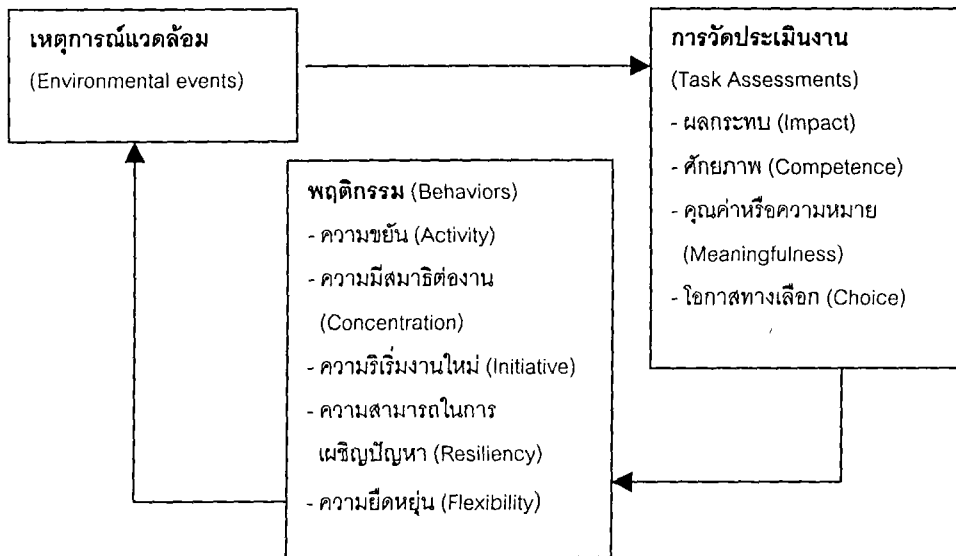 เหตุการณ์แวดล้อม
(Environmental events)
การวัดประเมินงาน
(Task Assessments)
- ผลกระทบ (Impact)
- ศักยภาพ (Competence)
- คุณค่าหรือความหมาย
(Meaningfulness)
- โอกาสทางเลือก (Choice)
พฤติกรรม (Behaviors)
- ความขยัน (Activity)
- ความมีสมาธิต่องาน
(Concentration)
- ความริเริ่มงานใหม่ (Initiative)
- ความสามารถในการ
เผชิญปัญหา (Resiliency)
- ความยืดหยุ่น (Flexibility)